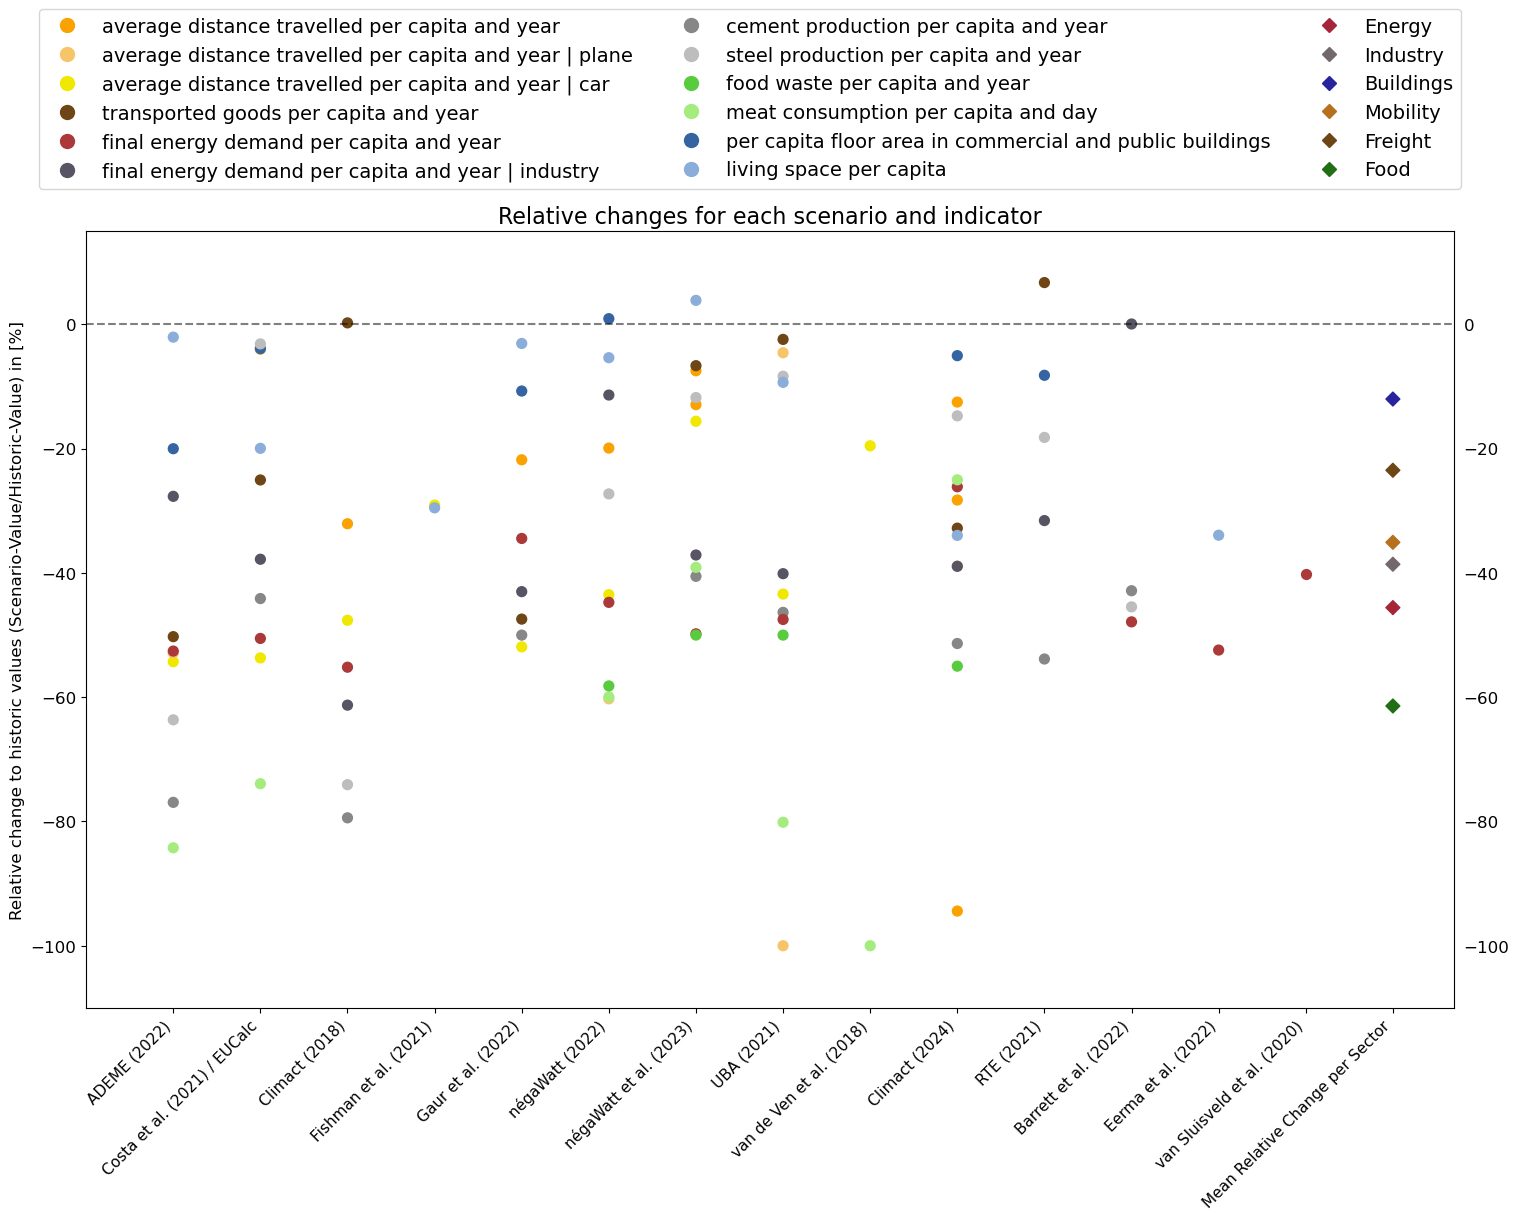 average distance travelled per capita and year
average distance travelled per capita and year | plane
average distance travelled per capita and year | car
transported goods per capita and year
final energy demand per capita and year
final energy demand per capita and year | industry
cement production per capita and year
steel production per capita and year
food waste per capita and year
meat consumption per capita and day
per capita floor area in commercial and public buildings
living space per capita
Energy
Industry
Buildings
Mobility
Freight
Food
Relative changes for each scenario and indicator
Relative change to historic values (Scenario-Value/Historic-Value) in [%]
0
−20
−40
−60
−80
−100
0
−20
−40
−60
−80
−100
ADEME (2022)
Costa et al. (2021) / EUCalc
Climact (2018)
Fishman et al. (2021)
Gaur et al. (2022)
négaWatt (2022)
négaWatt et al. (2023)
UBA (2021)
van de Ven et al. (2018)
Climact (2024)
RTE (2021)
Barrett et al. (2022)
Eerma et al. (2022)
van Sluisveld et al. (2020)
Mean Relative Change per Sector